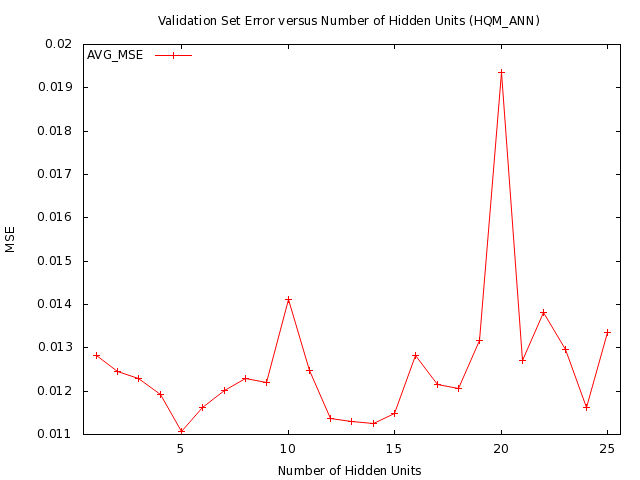 Validation Set Error versus Number of Hidden Units (HQM_ANN)
AVG_MSE
0.02
0.019
0.018
0.017
0.016
0.015
0.014
0.013
0.012
0.011
MSE
5 10 15 20 25
Number of Hidden Units